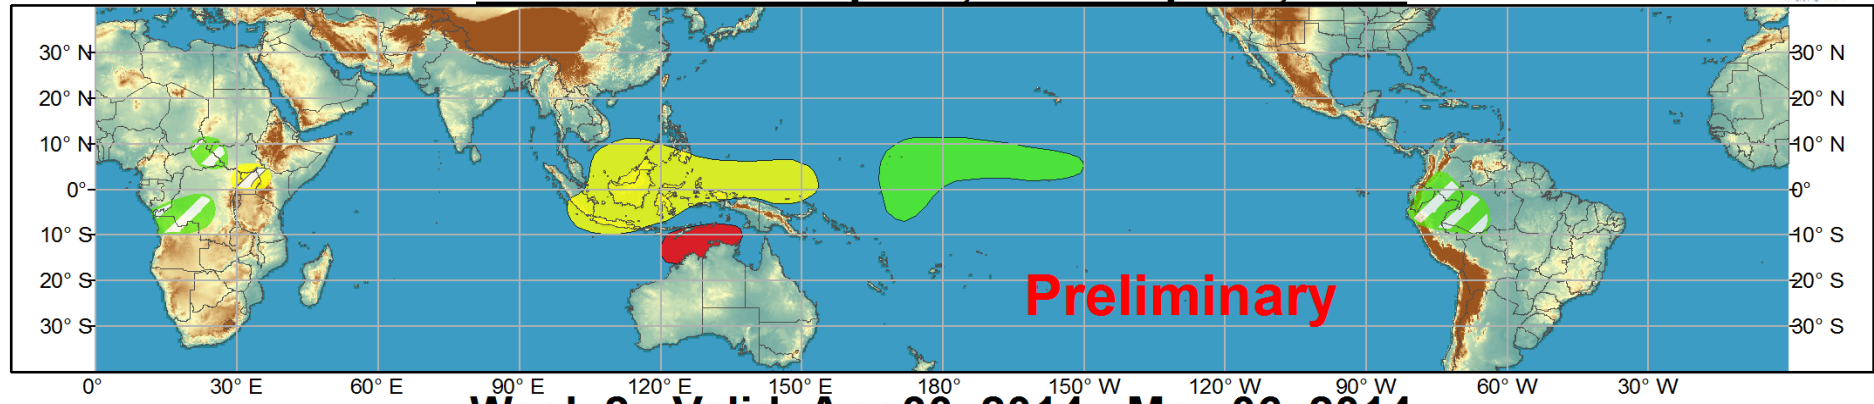 30° N 30° N
20° N 20° N
10° N 10° N
0° 0°
10° S 10° S
20° S Preliminary 20° S
30° S 30° S
0° 30° E 60° E 90° E 120° E 150° E 180° 150° W 120° W 90° W 60° W 30° W